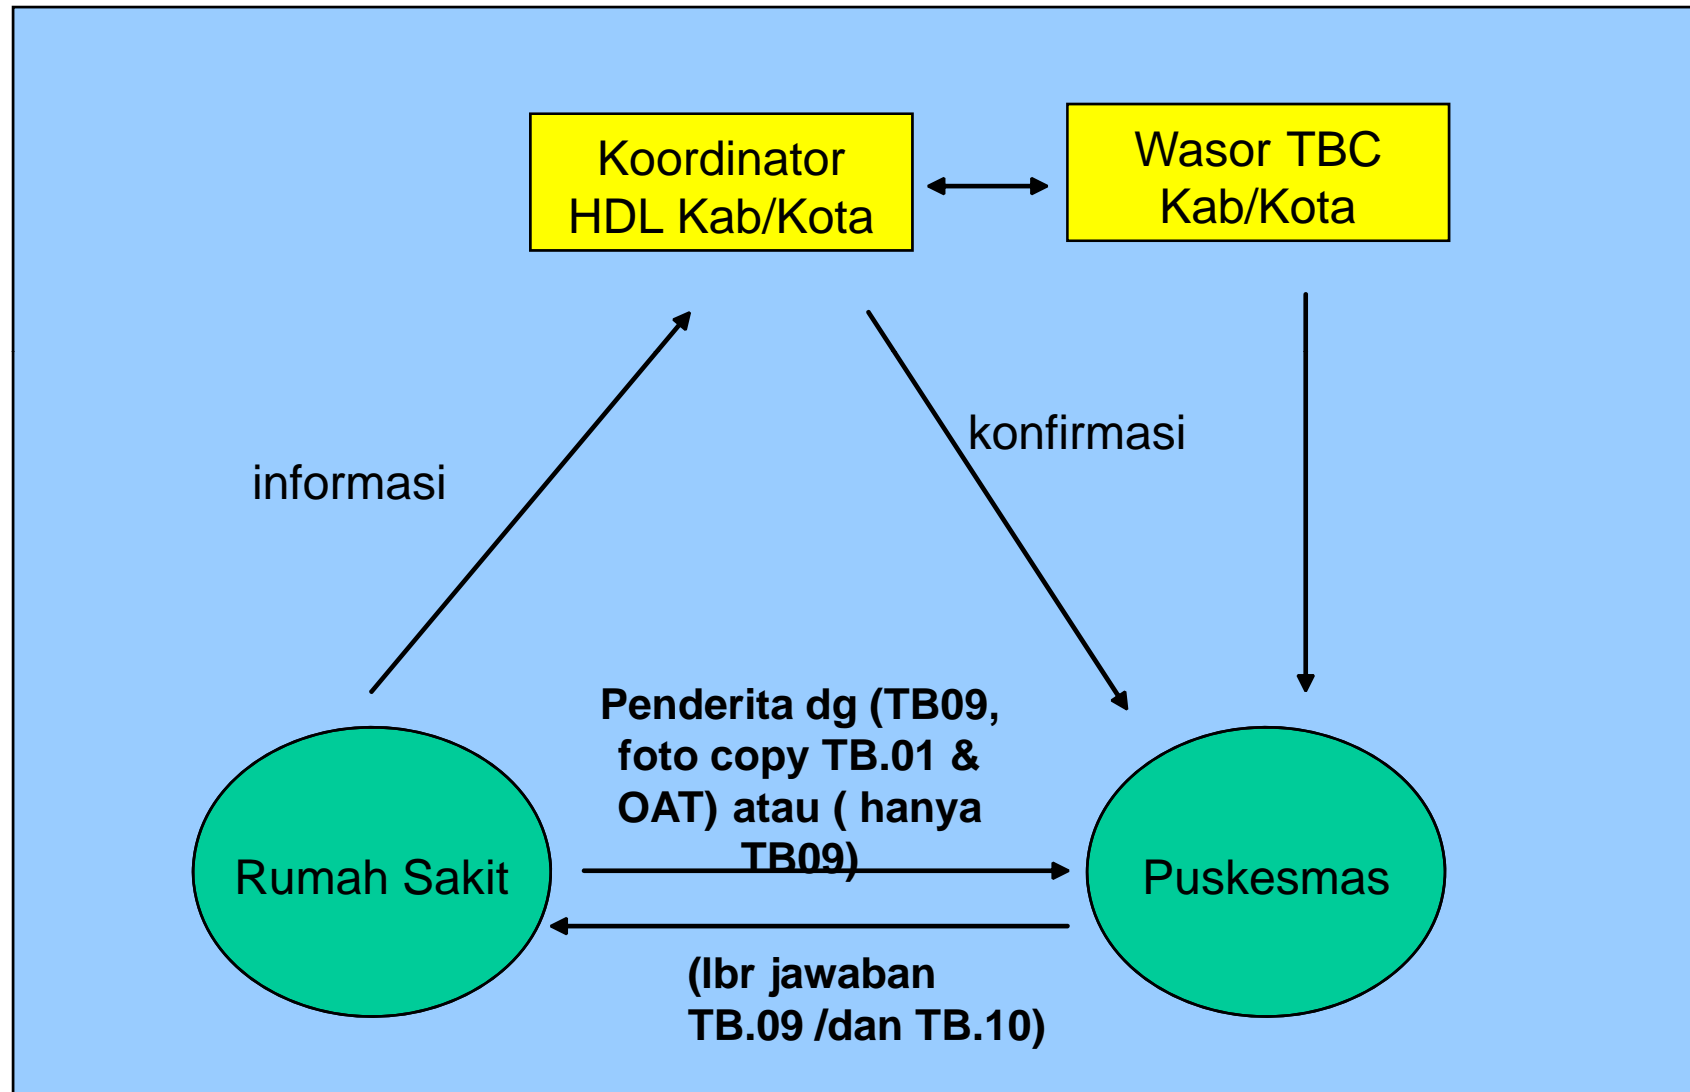 Koordinator
HDL Kab/Kota
Wasor TBC
Kab/Kota
konfirmasi
informasi
Penderita dg (TB09,
foto copy TB.01 &
OAT) atau ( hanya
TB09)
Rumah Sakit
Puskesmas
(lbr jawaban
TB.09 /dan TB.10)